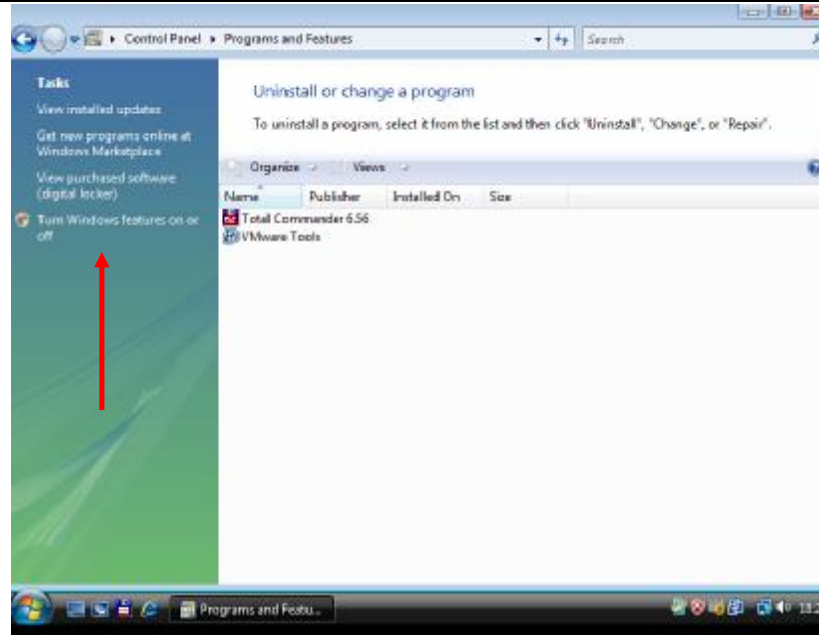 Control Panel ▸ Programs and Features
Search
Tasks
View installed updates
Get new programs online at
Windows Marketplace
View purchased software
(digital locker)
Turn Windows features on or
off
Uninstall or change a program
To uninstall a program, select it from the list and then click "Uninstall", "Change", or "Repair".
Organize Views
Name Publisher Installed On Size
Total Commander 6.56
VMware Tools
Programs and Featu...